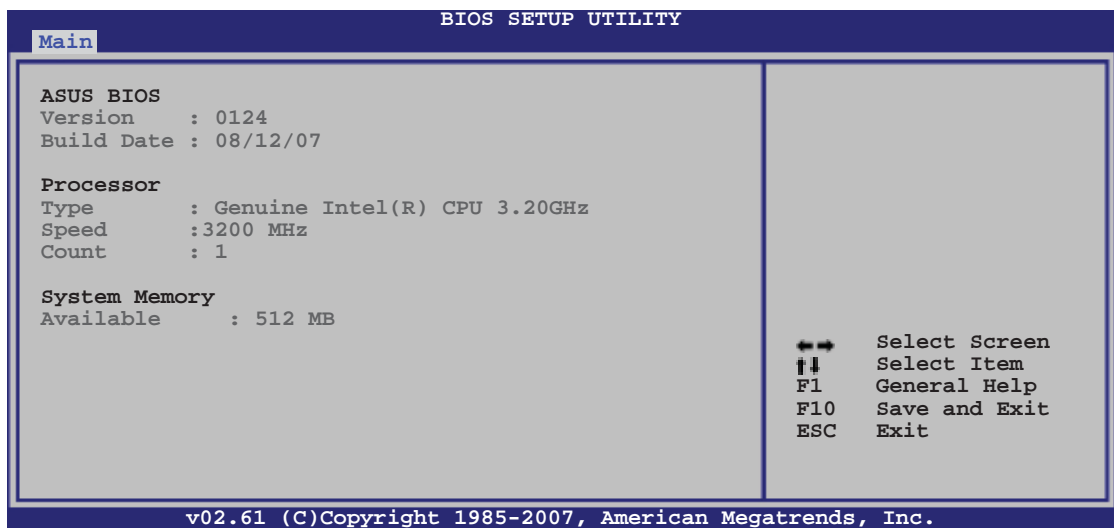 BIOS SETUP UTILITY
Main
ASUS BIOS
Version : 0124
Build Date : 08/12/07
Processor
Type : Genuine Intel(R) CPU 3.20GHz
Speed :3200 MHz
Count : 1
System Memory
Available : 512 MB
←→ Select Screen
↑↓ Select Item
F1 General Help
F10 Save and Exit
ESC Exit
v02.61 (C)Copyright 1985-2007, American Megatrends, Inc.